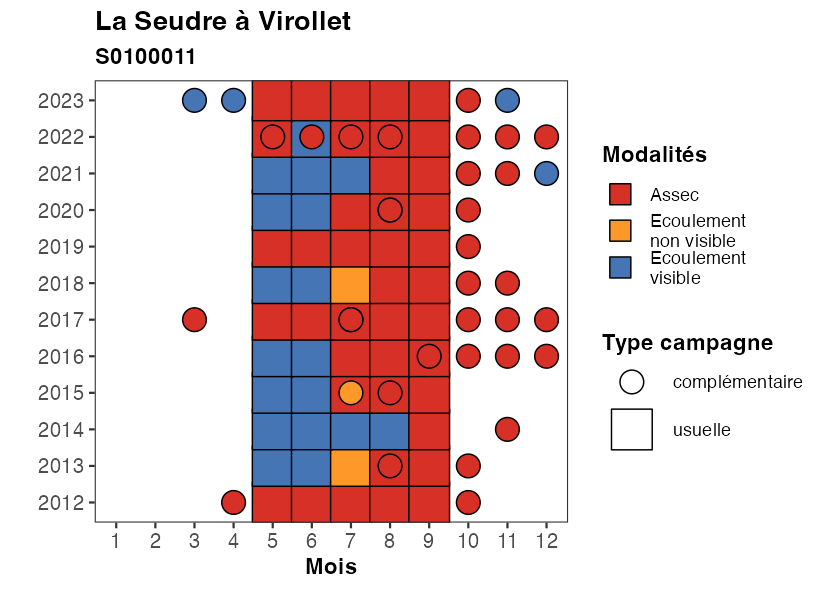 La Seudre à Virollet
S0100011
2023
2022
2021
2020
2019
2018
2017
2016
2015
2014
2013
2012
1 2 3 4 5 6 7 8 9 10 11 12
Mois
Modalités
Assec
Ecoulement
non visible
Ecoulement
visible
Type campagne
complémentaire
usuelle